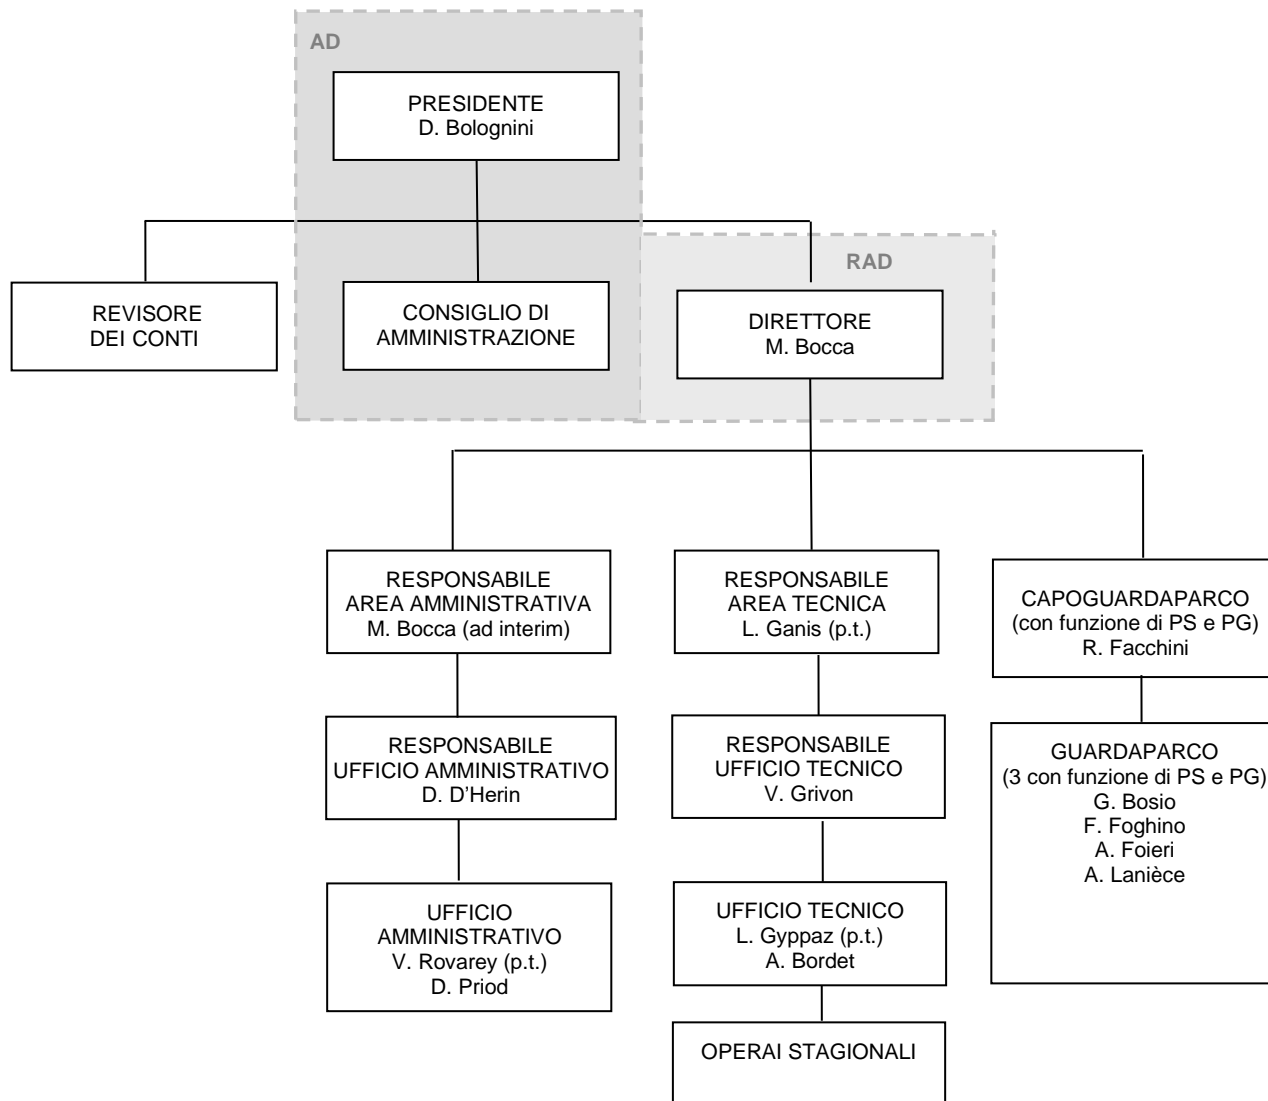 AD
PRESIDENTE
D. Bolognini
RAD
REVISORE
DEI CONTI
CONSIGLIO DI
AMMINISTRAZIONE
DIRETTORE
M. Bocca
RESPONSABILE
AREA AMMINISTRATIVA
M. Bocca (ad interim)
RESPONSABILE
AREA TECNICA
L. Ganis (p.t.)
CAPOGUARDAPARCO
(con funzione di PS e PG)
R. Facchini
RESPONSABILE
UFFICIO AMMINISTRATIVO
D. D’Herin
RESPONSABILE
UFFICIO TECNICO
V. Grivon
GUARDAPARCO
(3 con funzione di PS e PG)
G. Bosio
F. Foghino
A. Foieri
A. Lanièce
UFFICIO
AMMINISTRATIVO
V. Rovarey (p.t.)
D. Priod
UFFICIO TECNICO
L. Gyppaz (p.t.)
A. Bordet
OPERAI STAGIONALI